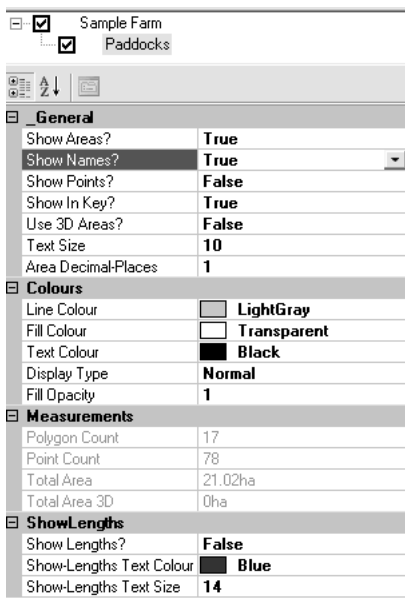 Sample Farm
Paddocks
_General
Show Areas? True
Show Names? True
Show Points? False
Show In Key? True
Use 3D Areas? False
Text Size 10
Area Decimal-Places 1
Colours
Line Colour LightGray
Fill Colour Transparent
Text Colour Black
Display Type Normal
Fill Opacity 1
Measurements
Polygon Count 17
Point Count 78
Total Area 21.02ha
Total Area 3D 0ha
ShowLengths
Show Lengths? False
Show-Lengths Text Colour Blue
Show-Lengths Text Size 14